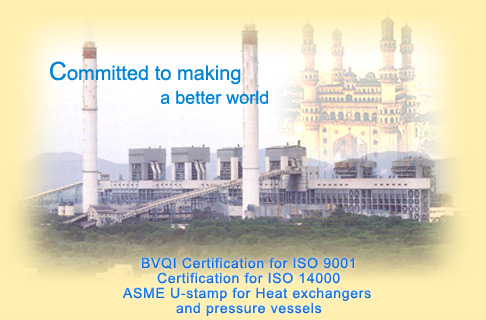 Committed to making
a better world
BVQI Certification for ISO 9001
Certification for ISO 14000
ASME U-stamp for Heat exchangers
and pressure vessels